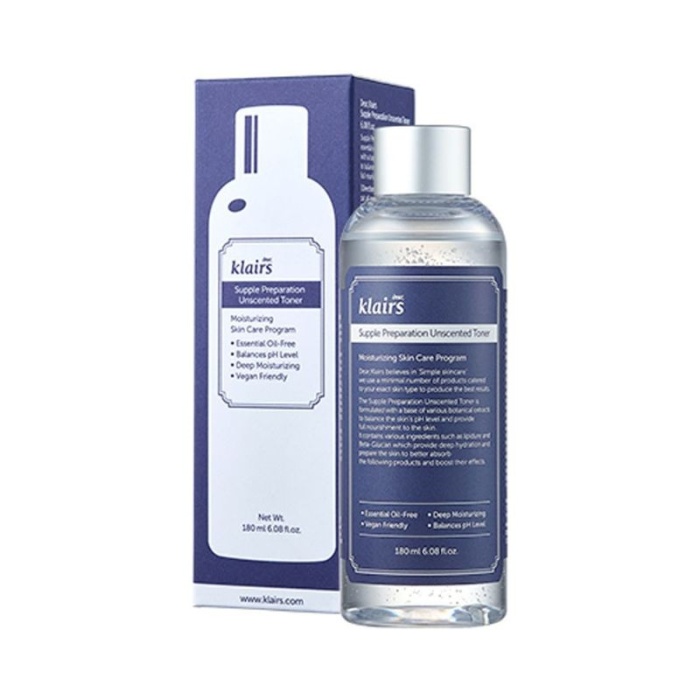 Dear, Klairs
Supple Preparation Unscented Toner
dear,
klairs
Supple Preparation
Unscented Toner
Moisturizing
Skin Care Program
• Essential Oil-Free
• Balances pH Level
• Deep Moisturizing
• Vegan Friendly
Net Wt.
180 ml 6.08 fl.oz.
www.klairs.com
dear,
klairs
Supple Preparation Unscented Toner
Moisturizing Skin Care Program
Dear, Klairs believes in 'Simple skincare'
we use a minimal number of products catered
to your exact skin type to produce the best results.
The Supple Preparation Unscented Toner is
formulated with a base of various botanical extracts
to balance the skin's pH level and provide
full nourishment to the skin.
It contains various ingredients such as lipidure and
Beta-Glucan which provide deep hydration and
prepare the skin to better absorb
the following products and boost their effects.
• Essential Oil-Free • Deep Moisturizing
• Vegan Friendly • Balances pH Level
180 ml 6.08 fl.oz.